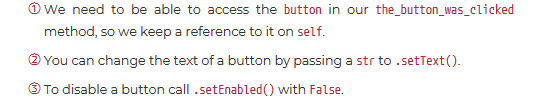 ① We need to be able to access the button in our the_button_was_clicked
method, so we keep a reference to it on self.
② You can change the text of a button by passing a str to .setText().
③ To disable a button call .setEnabled() with False.